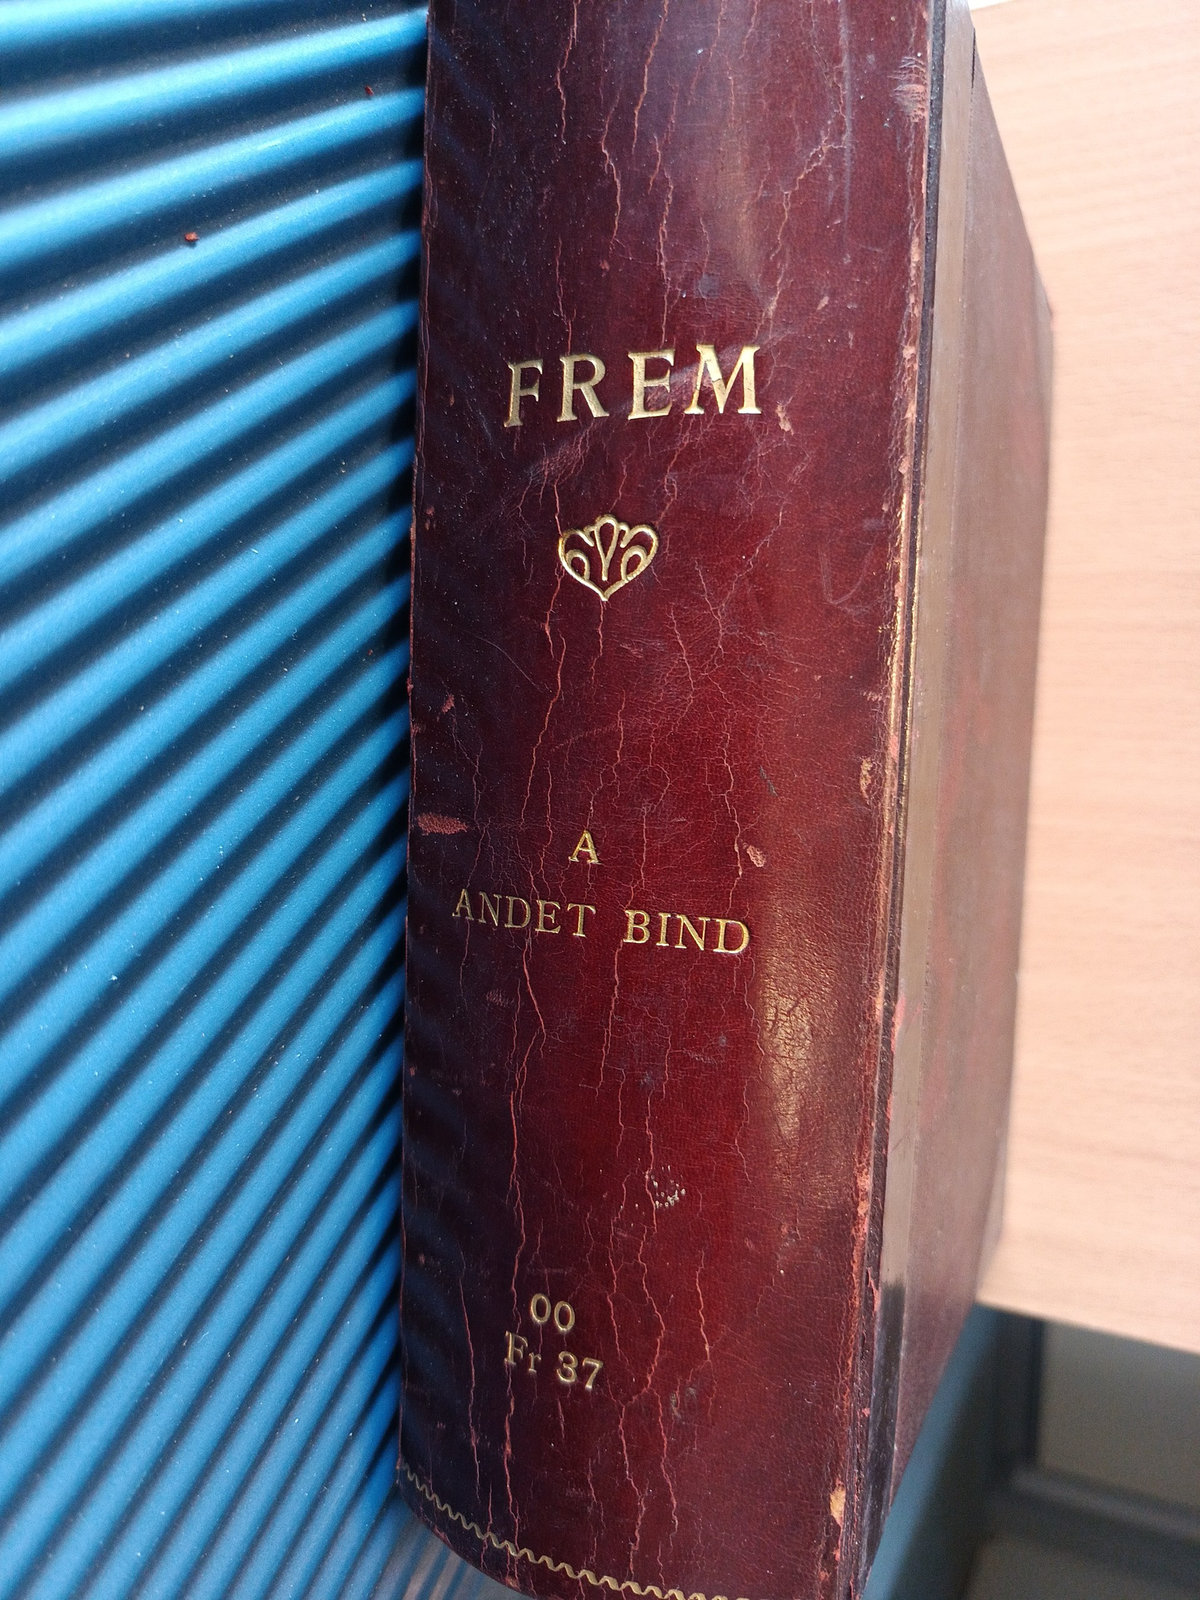 FREM
A
ANDET BIND
00
Fr 37